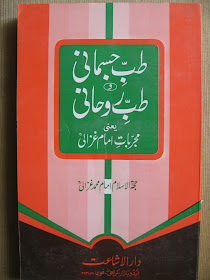 طبِّ جسمانی
و
طبِّ روحانی
یعنی
مجرباتِ امام غزالیؒ
حجۃ الاسلام امام محمد غزالیؒ
دار الاشاعت